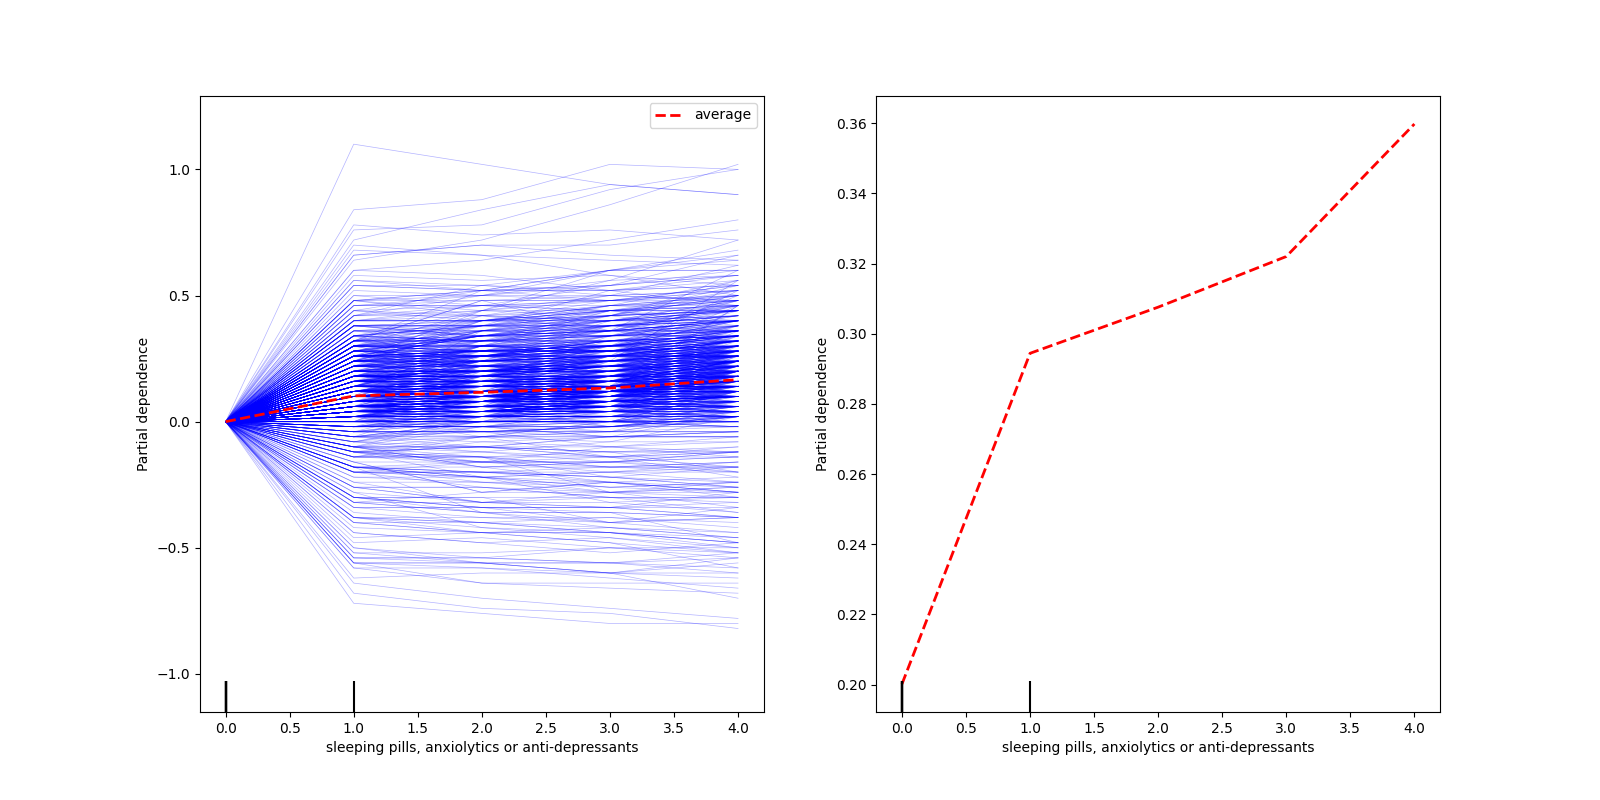 average
1.0
0.5
0.0
−0.5
−1.0
Partial dependence
0.0 0.5 1.0 1.5 2.0 2.5 3.0 3.5 4.0
sleeping pills, anxiolytics or anti-depressants
0.36
0.34
0.32
0.30
0.28
0.26
0.24
0.22
0.20
Partial dependence
0.0 0.5 1.0 1.5 2.0 2.5 3.0 3.5 4.0
sleeping pills, anxiolytics or anti-depressants